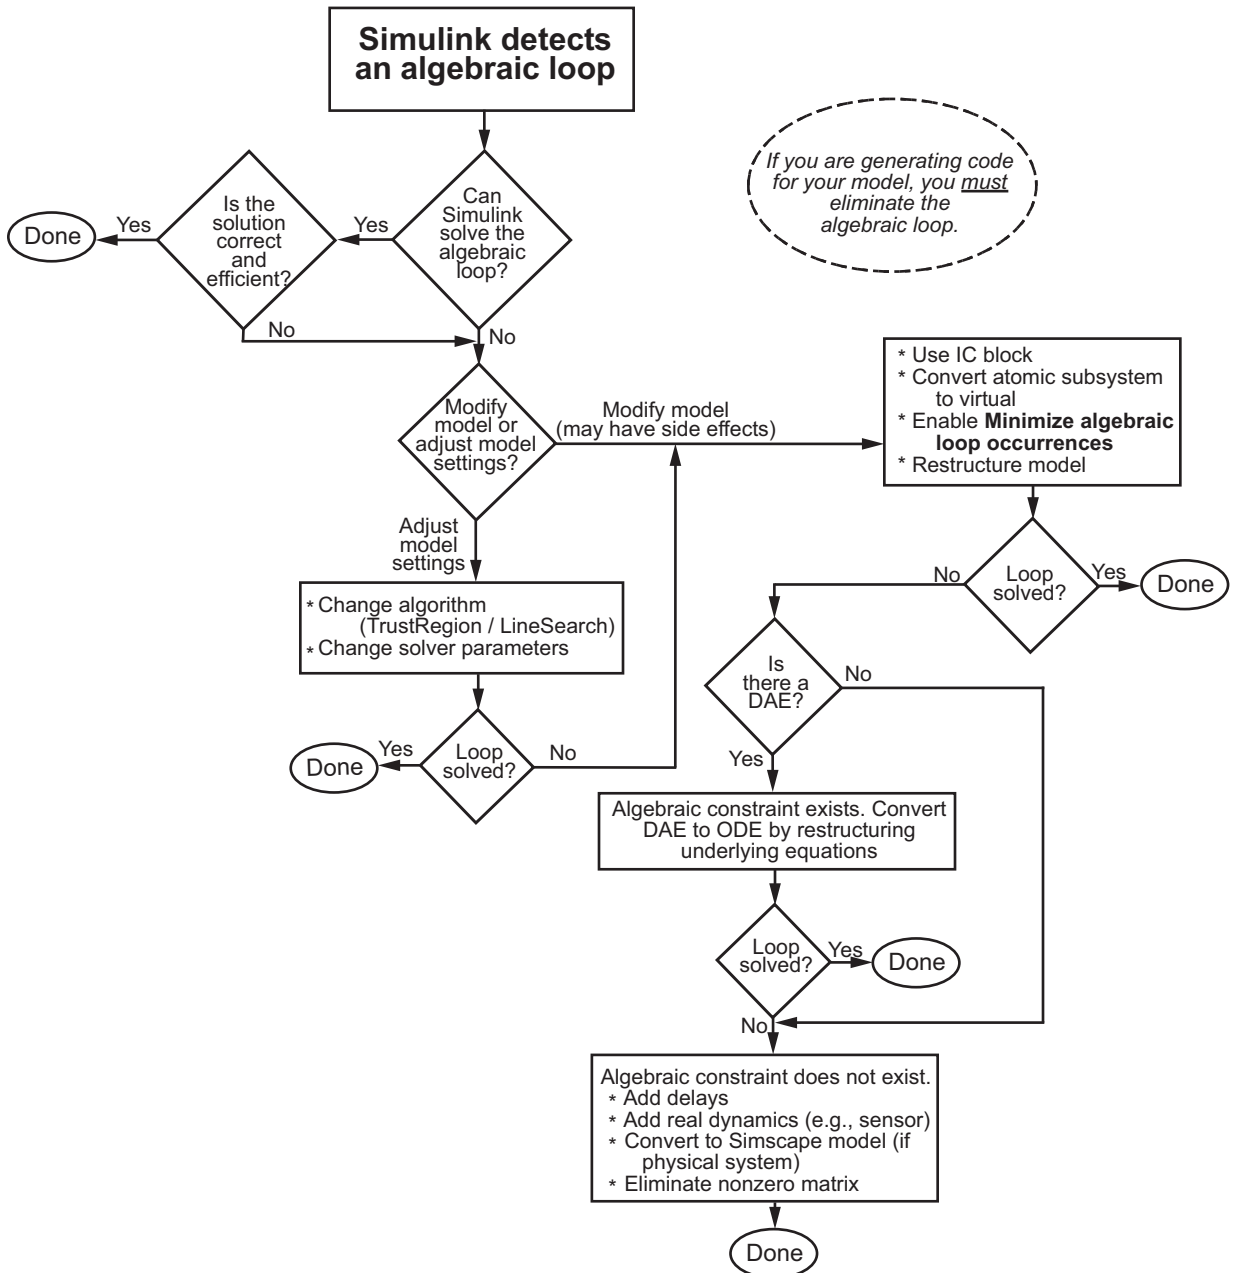 Simulink detects
an algebraic loop
If you are generating code
for your model, you must
eliminate the
algebraic loop.
Can
Simulink
solve the
algebraic
loop?
Yes
Is the
solution
correct
and
efficient?
Yes
Done
No
No
Modify
model or
adjust model
settings?
Modify model
(may have side effects)
* Use IC block
* Convert atomic subsystem
to virtual
* Enable Minimize algebraic
loop occurrences
* Restructure model
Adjust
model
settings
* Change algorithm
(TrustRegion / LineSearch)
* Change solver parameters
Loop
solved?
Yes
Done
No
Loop
solved?
Yes
Done
No
Is
there a
DAE?
No
Yes
Algebraic constraint exists. Convert
DAE to ODE by restructuring
underlying equations
Loop
solved?
Yes
Done
No
Algebraic constraint does not exist.
* Add delays
* Add real dynamics (e.g., sensor)
* Convert to Simscape model (if
physical system)
* Eliminate nonzero matrix
Done